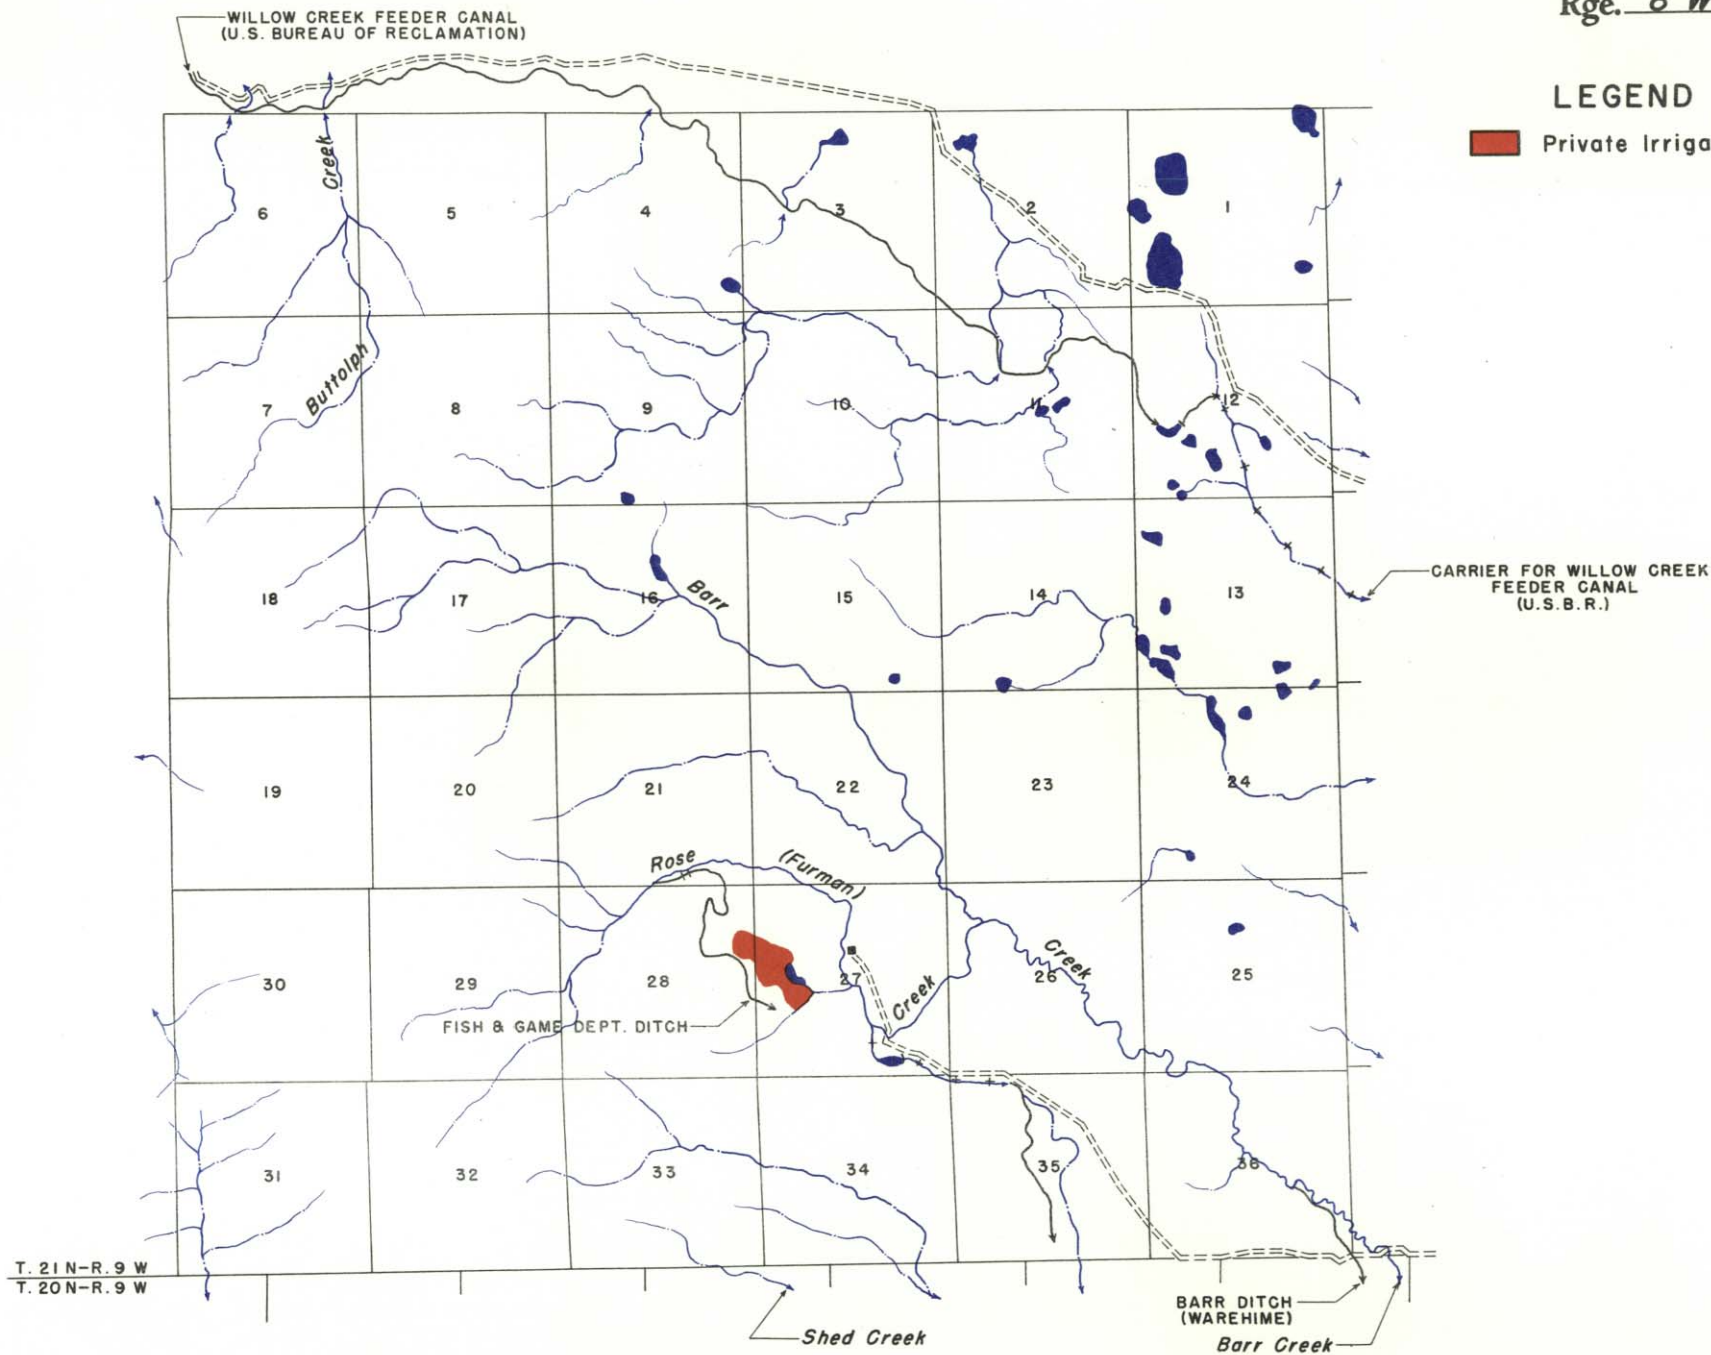 Rge. 8 W
WILLOW CREEK FEEDER CANAL
(U.S. BUREAU OF RECLAMATION)
LEGEND
Private Irriga
Creek
6
5
4
3
2
1
Buttolph
7
8
9
10
11
12
18
17
16
Barr
15
14
13
CARRIER FOR WILLOW CREEK
FEEDER CANAL
(U.S.B.R.)
19
20
21
22
23
24
Rose
(Furman)
Creek
30
29
28
27
Creek
26
25
FISH & GAME DEPT. DITCH
31
32
33
34
35
36
T. 21 N-R. 9 W
T. 20 N-R. 9 W
BARR DITCH
(WAREHIME)
Shed Creek
Barr Creek